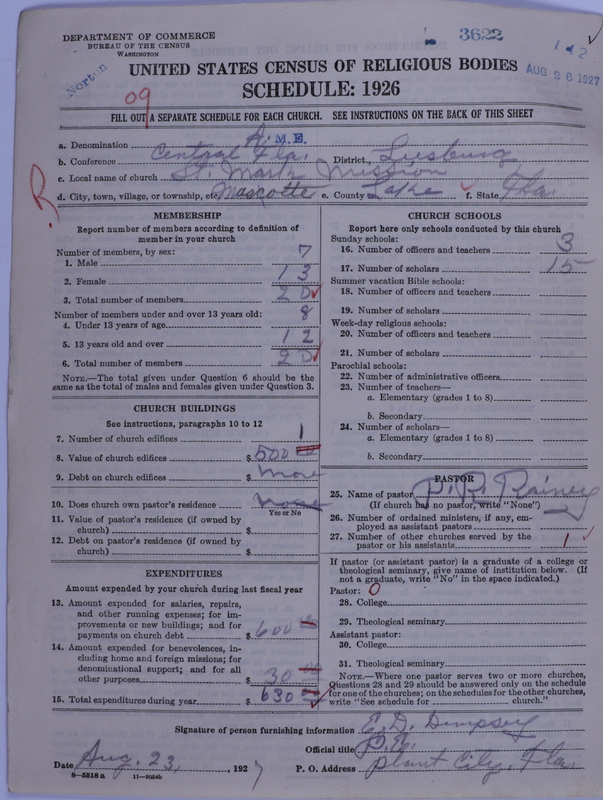 DEPARTMENT OF COMMERCE
BUREAU OF THE CENSUS
WASHINGTON
3622
1 2
Norton
UNITED STATES CENSUS OF RELIGIOUS BODIES
AUG 26 1927
SCHEDULE: 1926
09
FILL OUT A SEPARATE SCHEDULE FOR EACH CHURCH. SEE INSTRUCTIONS ON THE BACK OF THIS SHEET
a. Denomination A. M.E.
b. Conference Central Fla. District, Leesburg
c. Local name of church St. Mark Mission
d. City, town, village, or township, etc. Mascotte e. County Lake f. State Fla.
R
MEMBERSHIP
Report number of members according to definition of member in your church
Number of members, by sex:
1. Male 7
2. Female 13
3. Total number of members 20
Number of members under and over 13 years old:
4. Under 13 years of age 8
5. 13 years old and over 12
6. Total number of members 20
NOTE.—The total given under Question 6 should be the same as the total of males and females given under Question 3.
CHURCH BUILDINGS
See instructions, paragraphs 10 to 12
7. Number of church edifices 1
8. Value of church edifices $ 500
9. Debt on church edifices $ none
10. Does church own pastor's residence none
Yes or No
11. Value of pastor's residence (if owned by church) $
12. Debt on pastor's residence (if owned by church) $
EXPENDITURES
Amount expended by your church during last fiscal year
13. Amount expended for salaries, repairs, and other running expenses; for improvements or new buildings; and for payments on church debt $ 600
14. Amount expended for benevolences, including home and foreign missions; for denominational support; and for all other purposes $ 30
15. Total expenditures during year $ 630
CHURCH SCHOOLS
Report here only schools conducted by this church
Sunday schools:
16. Number of officers and teachers 3
17. Number of scholars 15
Summer vacation Bible schools:
18. Number of officers and teachers
19. Number of scholars
Week-day religious schools:
20. Number of officers and teachers
21. Number of scholars
Parochial schools:
22. Number of administrative officers
23. Number of teachers—
a. Elementary (grades 1 to 8)
b. Secondary
24. Number of scholars—
a. Elementary (grades 1 to 8)
b. Secondary
PASTOR
25. Name of pastor P. R. Rainey
(If church has no pastor, write "None")
26. Number of ordained ministers, if any, employed as assistant pastors
27. Number of other churches served by the pastor or his assistants 1
If pastor (or assistant pastor) is a graduate of a college or theological seminary, give name of institution below. (If not a graduate, write "No" in the space indicated.)
Pastor: 0
28. College
29. Theological seminary
Assistant pastor:
30. College
31. Theological seminary
NOTE.—Where one pastor serves two or more churches, Questions 28 and 29 should be answered only on the schedule for one of the churches; on the schedules for the other churches, write "See schedule for church."
Signature of person furnishing information E. D. Dempsey
Official title P.E.
Date Aug. 23, 1927 P. O. Address Plant City, Fla.
8—5518 a 11—9054b